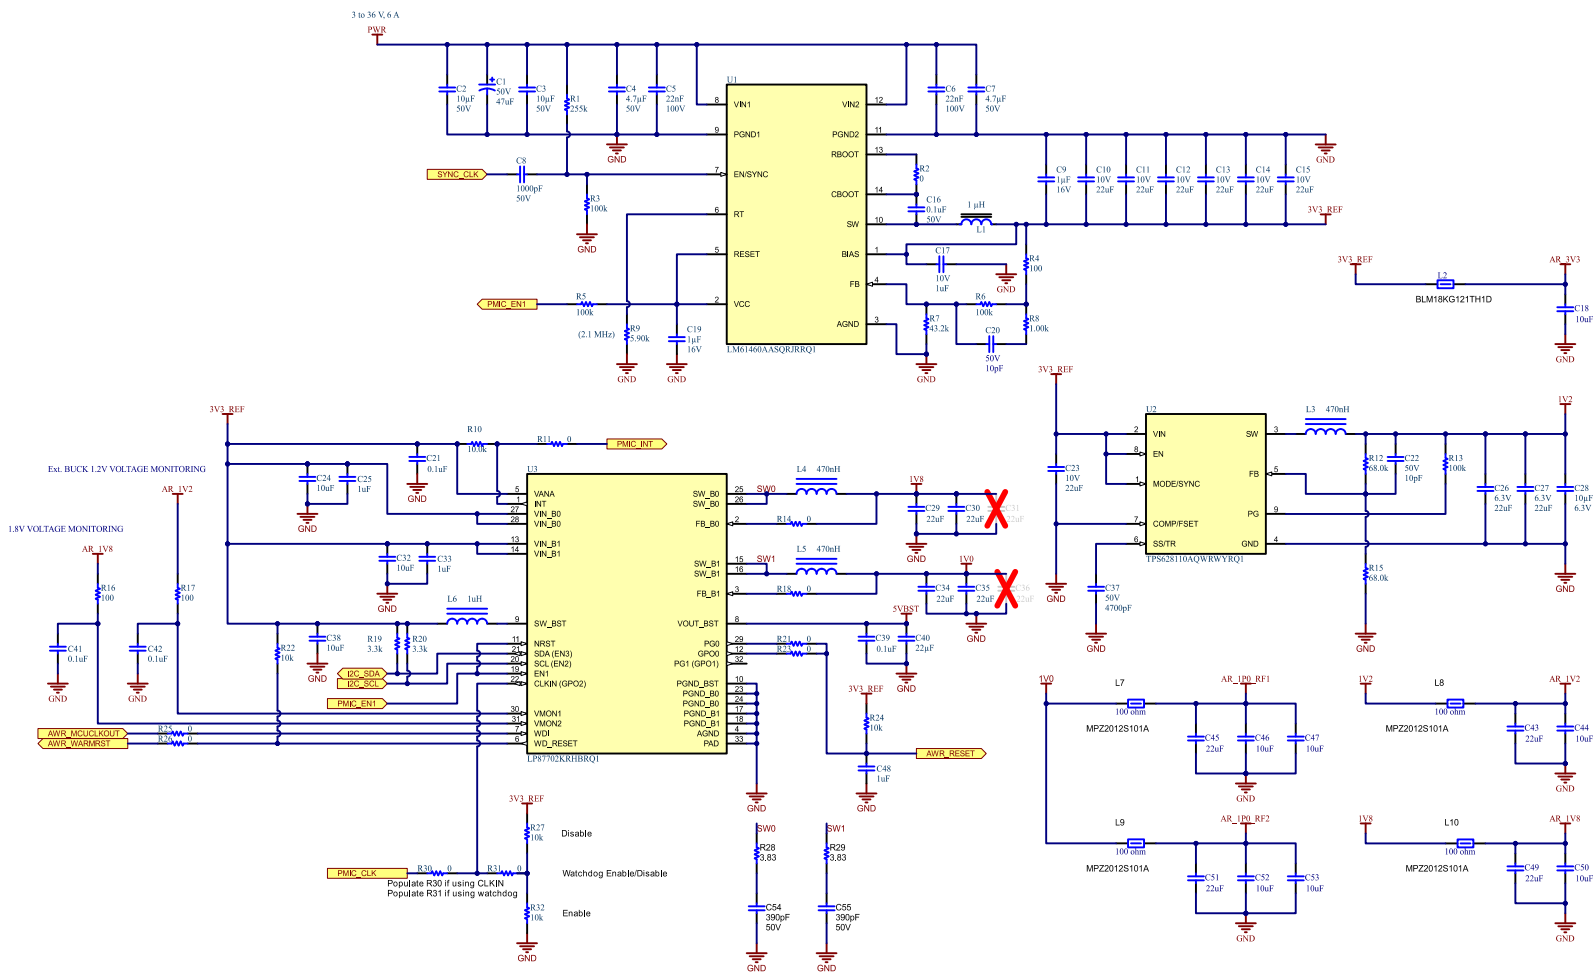 3 to 36 V, 6 A
PWR
C2
10µF
50V
C1
50V
47uF
C3
10µF
50V
R1
255k
C4
4.7µF
50V
C5
22nF
100V
U1
8 VIN1
9 PGND1
7 EN/SYNC
6 RT
5 RESET
2 VCC
VIN2 12
PGND2 11
RBOOT 13
CBOOT 14
SW 10
BIAS 1
FB 4
AGND 3
LM61460AASQRJRRQ1
C6
22nF
100V
C7
4.7µF
50V
GND
SYNC_CLK
C8
1000pF
50V
R3
100k
GND
PMIC_EN1
R5
100k
(2.1 MHz)
R9
5.90k
GND
C19
1µF
16V
GND
R2
0
C16
0.1uF
50V
1 µH
L1
C17
10V
1uF
GND
R4
100
R6
100k
R7
43.2k
R8
1.00k
C20
50V
10pF
GND
C9
1µF
16V
C10
10V
22uF
C11
10V
22uF
C12
10V
22uF
C13
10V
22uF
C14
10V
22uF
C15
10V
22uF
GND
3V3_REF
3V3_REF
L2
BLM18KG121TH1D
AR_3V3
C18
10uF
GND
3V3_REF
C23
10V
22uF
GND
U2
2 VIN
8 EN
1 MODE/SYNC
7 COMP/FSET
6 SS/TR
SW 3
FB 5
PG 9
GND 4
TPS628110AQWRWYRQ1
C37
50V
4700pF
GND
L3 470nH
R12
68.0k
C22
50V
10pF
R13
100k
R15
68.0k
GND
C26
6.3V
22uF
C27
6.3V
22uF
C28
10µF
6.3V
1V2
GND
3V3_REF
R10
10.0k
R11 0
PMIC_INT
C21
0.1uF
GND
C24
10uF
C25
1uF
GND
Ext. BUCK 1.2V VOLTAGE MONITORING
AR_1V2
1.8V VOLTAGE MONITORING
AR_1V8
R16
100
R17
100
C41
0.1uF
GND
C42
0.1uF
GND
C32
10uF
C33
1uF
GND
L6 1uH
R22
10k
C38
10uF
GND
R19
3.3k
R20
3.3k
I2C_SDA
I2C_SCL
PMIC_EN1
AWR_MCUCLKOUT
R25 0
AWR_WARMRST
R26 0
U3
5 VANA
1 INT
27 VIN_B0
28 VIN_B0
13 VIN_B1
14 VIN_B1
9 SW_BST
11 NRST
21 SDA (EN3)
20 SCL (EN2)
19 EN1
22 CLKIN (GPO2)
30 VMON1
31 VMON2
7 WDI
6 WD_RESET
SW_B0 25
SW_B0 26
FB_B0 2
SW_B1 15
SW_B1 16
FB_B1 3
VOUT_BST 8
PG0 29
GPO0 12
PG1 (GPO1) 32
PGND_BST 10
PGND_B0 23
PGND_B0 24
PGND_B1 17
PGND_B1 18
AGND 4
PAD 33
LP87702KRHBRQ1
SW0
L4 470nH
R14 0
1V8
C29
22uF
C30
22uF
C31
22uF
GND
SW1
L5 470nH
R18 0
1V0
C34
22uF
C35
22uF
C36
22uF
GND
5VBST
C39
0.1uF
C40
22µF
GND
R21 0
R23 0
3V3_REF
R24
10k
AWR_RESET
C48
1uF
GND
GND
3V3_REF
R27
10k
Disable
PMIC_CLK
R30 0
R31 0
Watchdog Enable/Disable
Populate R30 if using CLKIN
Populate R31 if using watchdog
R32
10k
Enable
GND
SW0
R28
3.83
C54
390pF
50V
GND
SW1
R29
3.83
C55
390pF
50V
GND
1V0
L7
100 ohm
MPZ2012S101A
AR_1P0_RF1
C45
22uF
C46
10uF
C47
10uF
GND
1V2
L8
100 ohm
MPZ2012S101A
AR_1V2
C43
22uF
C44
10uF
GND
L9
100 ohm
MPZ2012S101A
AR_1P0_RF2
C51
22uF
C52
10uF
C53
10uF
GND
1V8
L10
100 ohm
MPZ2012S101A
AR_1V8
C49
22uF
C50
10uF
GND